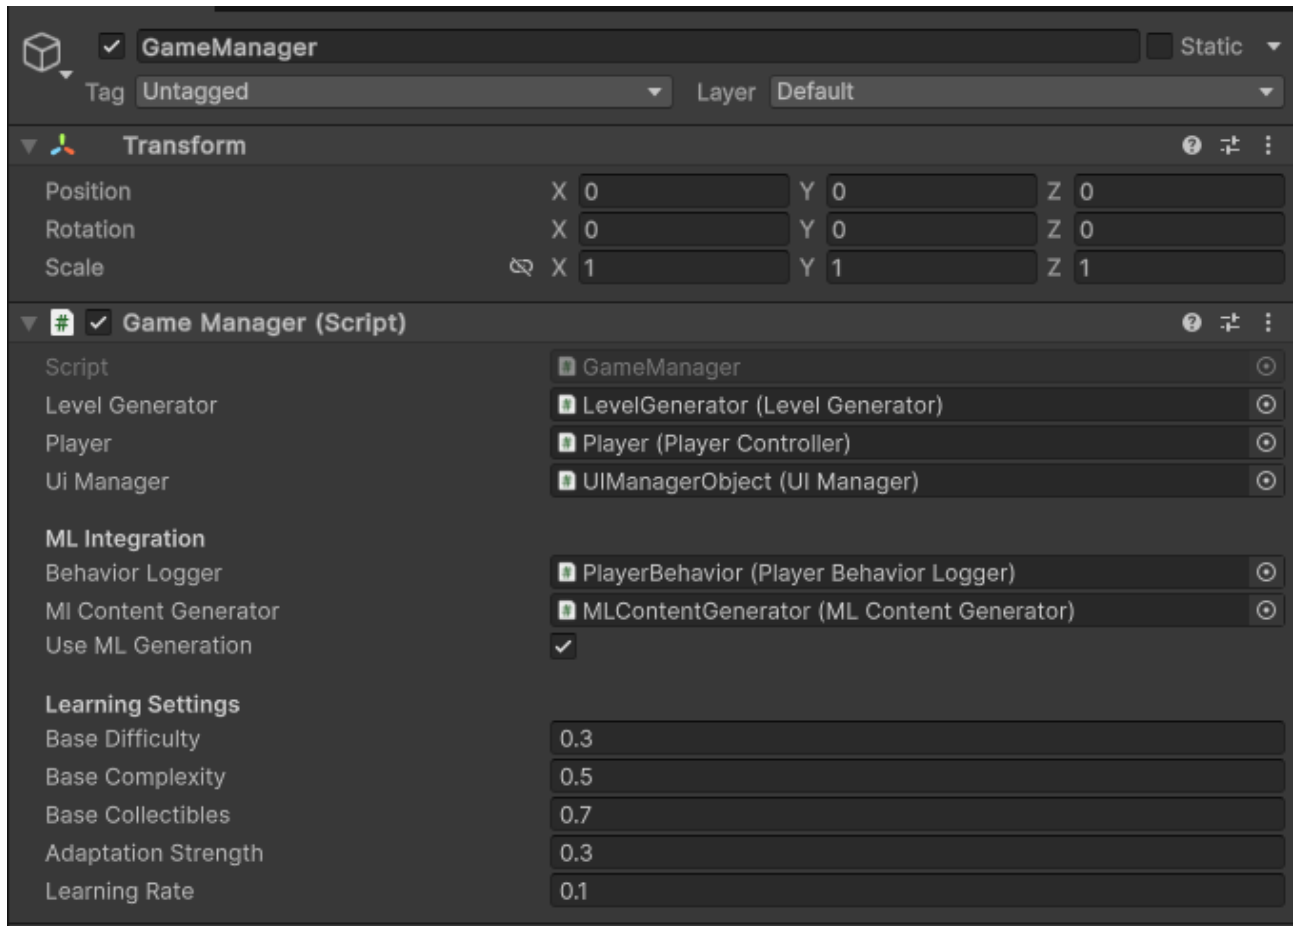 GameManager Static
Tag Untagged Layer Default
Transform
Position X 0 Y 0 Z 0
Rotation X 0 Y 0 Z 0
Scale X 1 Y 1 Z 1
# Game Manager (Script)
Script # GameManager
Level Generator # LevelGenerator (Level Generator)
Player # Player (Player Controller)
Ui Manager # UIManagerObject (UI Manager)
ML Integration
Behavior Logger # PlayerBehavior (Player Behavior Logger)
Ml Content Generator # MLContentGenerator (ML Content Generator)
Use ML Generation
Learning Settings
Base Difficulty 0.3
Base Complexity 0.5
Base Collectibles 0.7
Adaptation Strength 0.3
Learning Rate 0.1